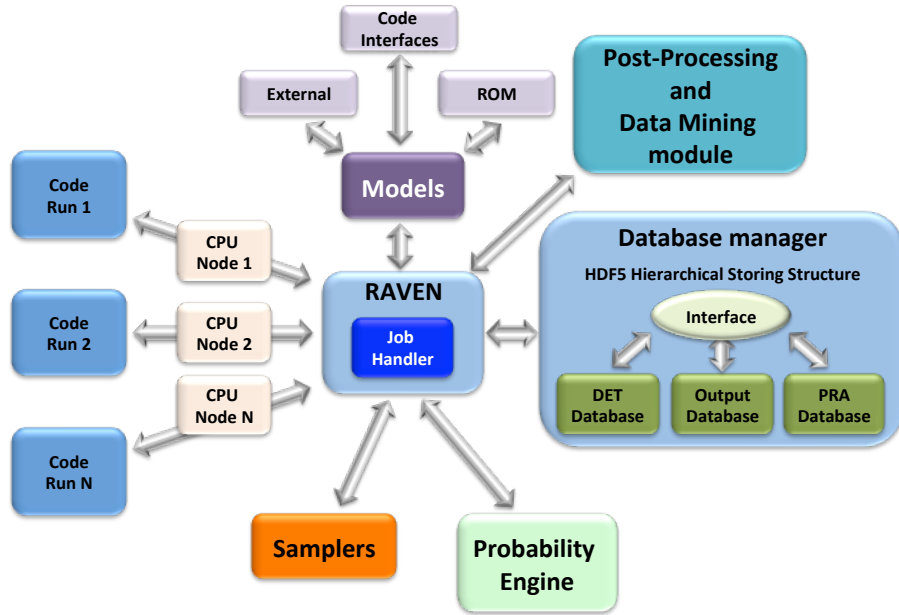 Code
Interfaces
External
ROM
Models
Post-Processing
and
Data Mining
module
Code
Run 1
CPU
Node 1
Code
Run 2
CPU
Node 2
Code
Run N
CPU
Node N
RAVEN
Job
Handler
Database manager
HDF5 Hierarchical Storing Structure
Interface
DET
Database
Output
Database
PRA
Database
Samplers
Probability
Engine